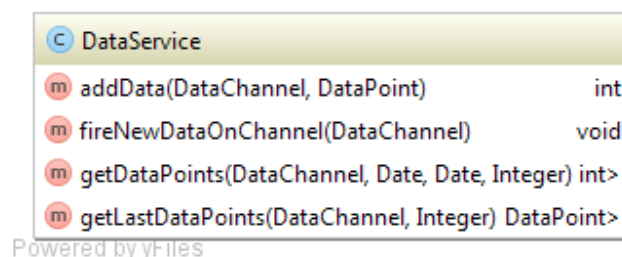 C DataService
m addData(DataChannel, DataPoint) int
m fireNewDataOnChannel(DataChannel) void
m getDataPoints(DataChannel, Date, Date, Integer) int>
m getLastDataPoints(DataChannel, Integer) DataPoint>
Powered by yFiles